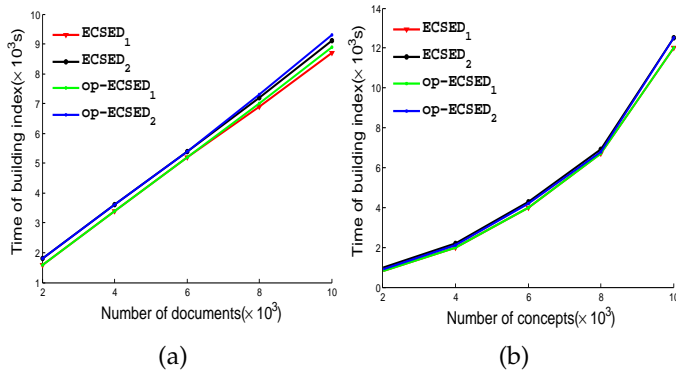 Time of building index(× 10³s)
10
9
8
7
6
5
4
3
2
1
ECSED₁
ECSED₂
op-ECSED₁
op-ECSED₂
2 4 6 8 10
Number of documents(× 10³)
(a)
Time of building index(× 10³s)
14
12
10
8
6
4
2
0
ECSED₁
ECSED₂
op-ECSED₁
op-ECSED₂
2 4 6 8 10
Number of concepts(× 10³)
(b)